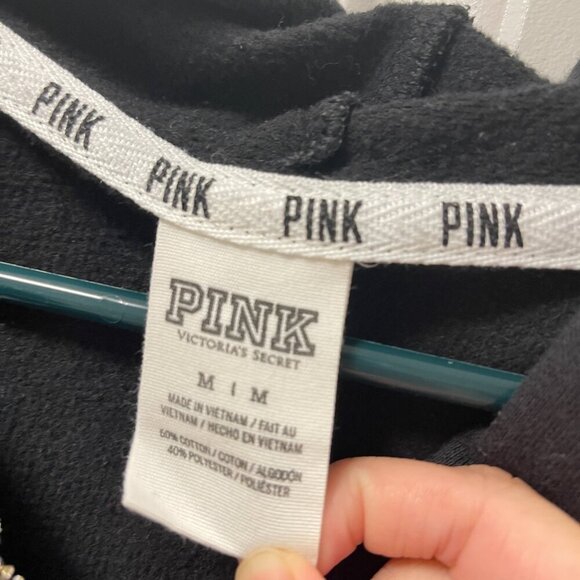 PINK PINK PINK PINK
PINK
VICTORIA'S SECRET
M | M
MADE IN VIETNAM / FAIT AU
VIETNAM / HECHO EN VIETNAM
60% COTTON / COTON / ALGODÓN
40% POLYESTER / POLIÉSTER